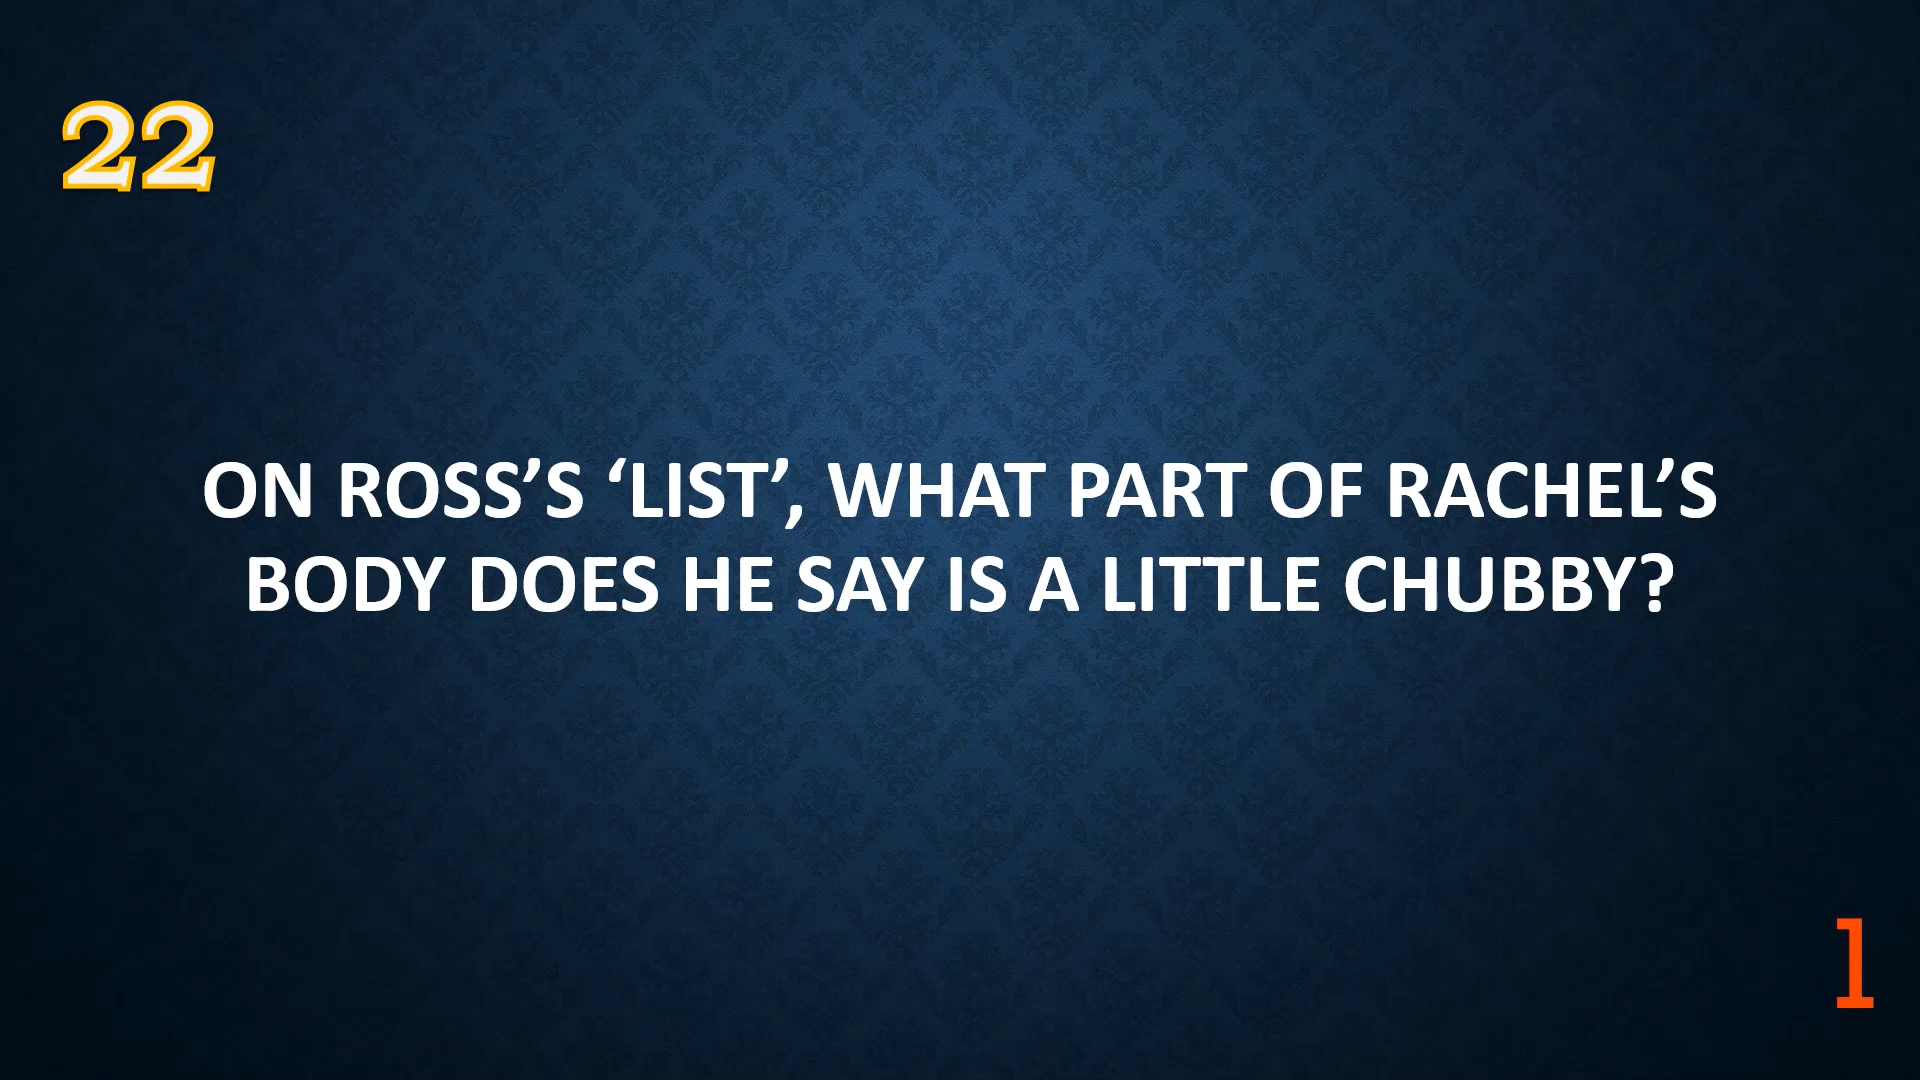 22
ON ROSS’S ‘LIST’, WHAT PART OF RACHEL’S
BODY DOES HE SAY IS A LITTLE CHUBBY?
1